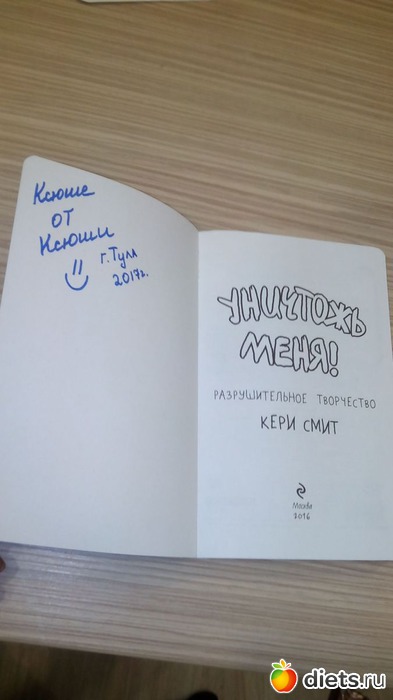 Ксюше
от
Ксюши
г. Тула
2017г.
УНИЧТОЖЬ
МЕНЯ!
РАЗРУШИТЕЛЬНОЕ ТВОРЧЕСТВО
КЕРИ СМИТ
Москва
2016
diets.ru